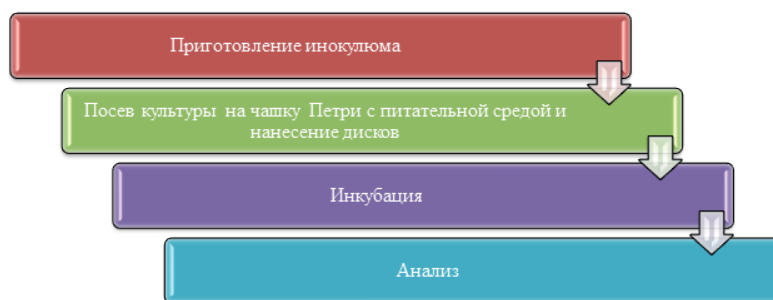 Приготовление инокулюма
Посев культуры на чашку Петри с питательной средой и
нанесение дисков
Инкубация
Анализ